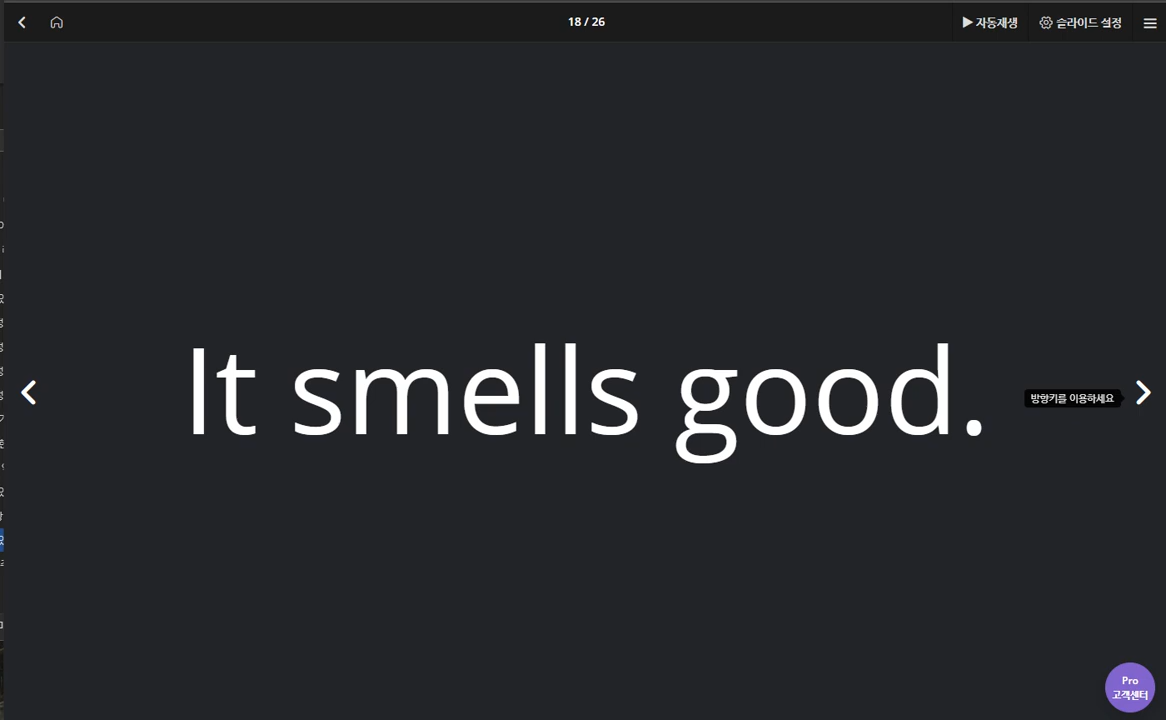 18 / 26
▶ 자동재생
슬라이드 설정
It smells good.
방향키를 이용하세요
Pro
고객센터